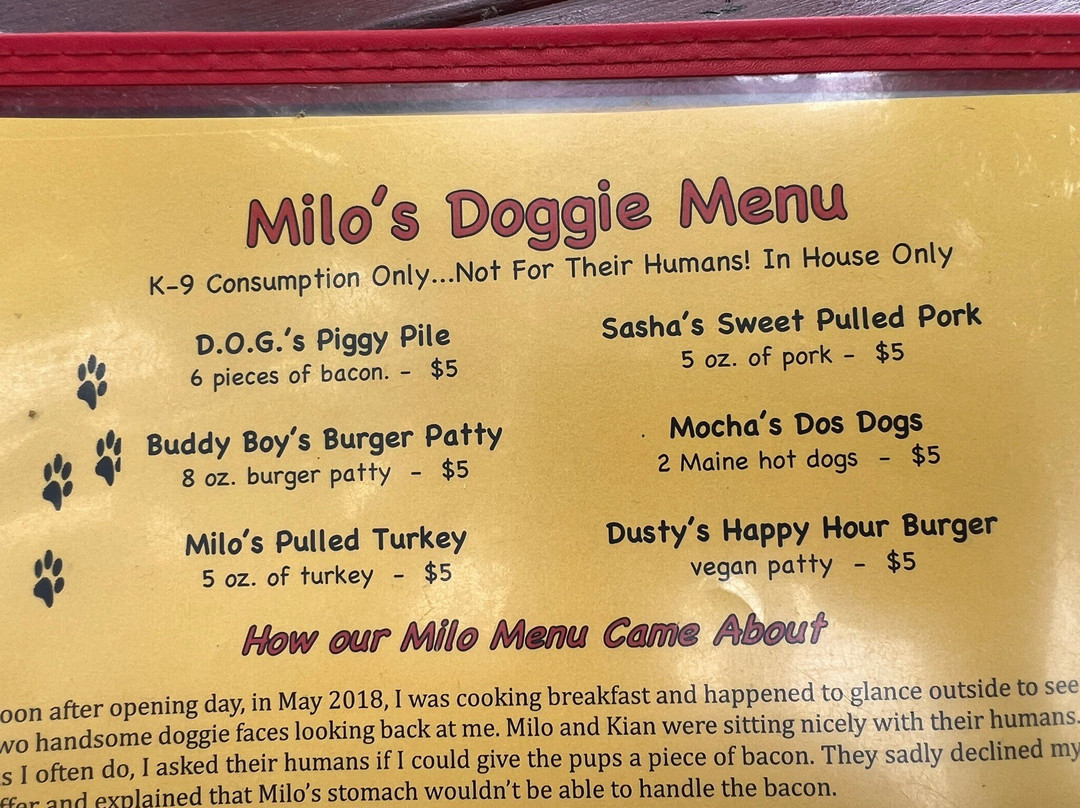 Milo's Doggie Menu
K-9 Consumption Only...Not For Their Humans! In House Only
D.O.G.'s Piggy Pile
6 pieces of bacon. - $5
Buddy Boy's Burger Patty
8 oz. burger patty - $5
Milo's Pulled Turkey
5 oz. of turkey - $5
Sasha's Sweet Pulled Pork
5 oz. of pork - $5
Mocha's Dos Dogs
2 Maine hot dogs - $5
Dusty's Happy Hour Burger
vegan patty - $5
How our Milo Menu Came About
oon after opening day, in May 2018, I was cooking breakfast and happened to glance outside to see
wo handsome doggie faces looking back at me. Milo and Kian were sitting nicely with their humans.
s I often do, I asked their humans if I could give the pups a piece of bacon. They sadly declined my
ffer and explained that Milo's stomach wouldn't be able to handle the bacon.